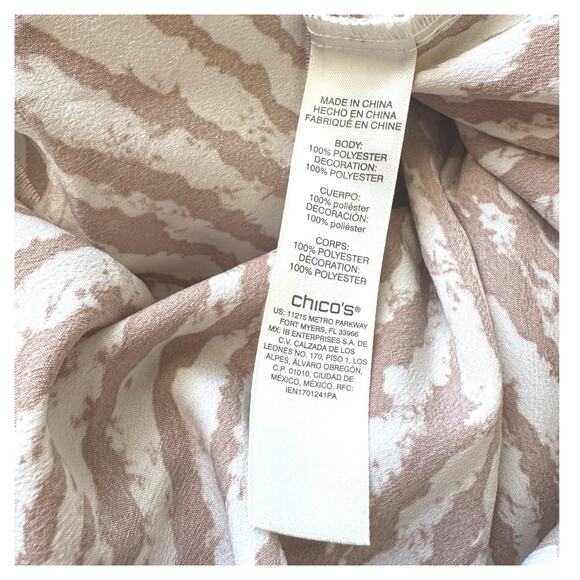 MADE IN CHINA
HECHO EN CHINA
FABRIQUÉ EN CHINE
BODY:
100% POLYESTER
DECORATION:
100% POLYESTER
CUERPO:
100% poliéster
DECORACIÓN:
100% poliéster
CORPS:
100% POLYESTER
DÉCORATION:
100% POLYESTER
chico's®
US: 11215 METRO PARKWAY
FORT MYERS, FL 33966
MX: IB ENTERPRISES S.A. DE
C.V. CALZADA DE LOS
LEONES NO. 170, PISO 1, LOS
ALPES, ÁLVARO OBREGÓN,
C.P. 01010, CIUDAD DE
MÉXICO, MÉXICO. RFC:
IEN1701241PA